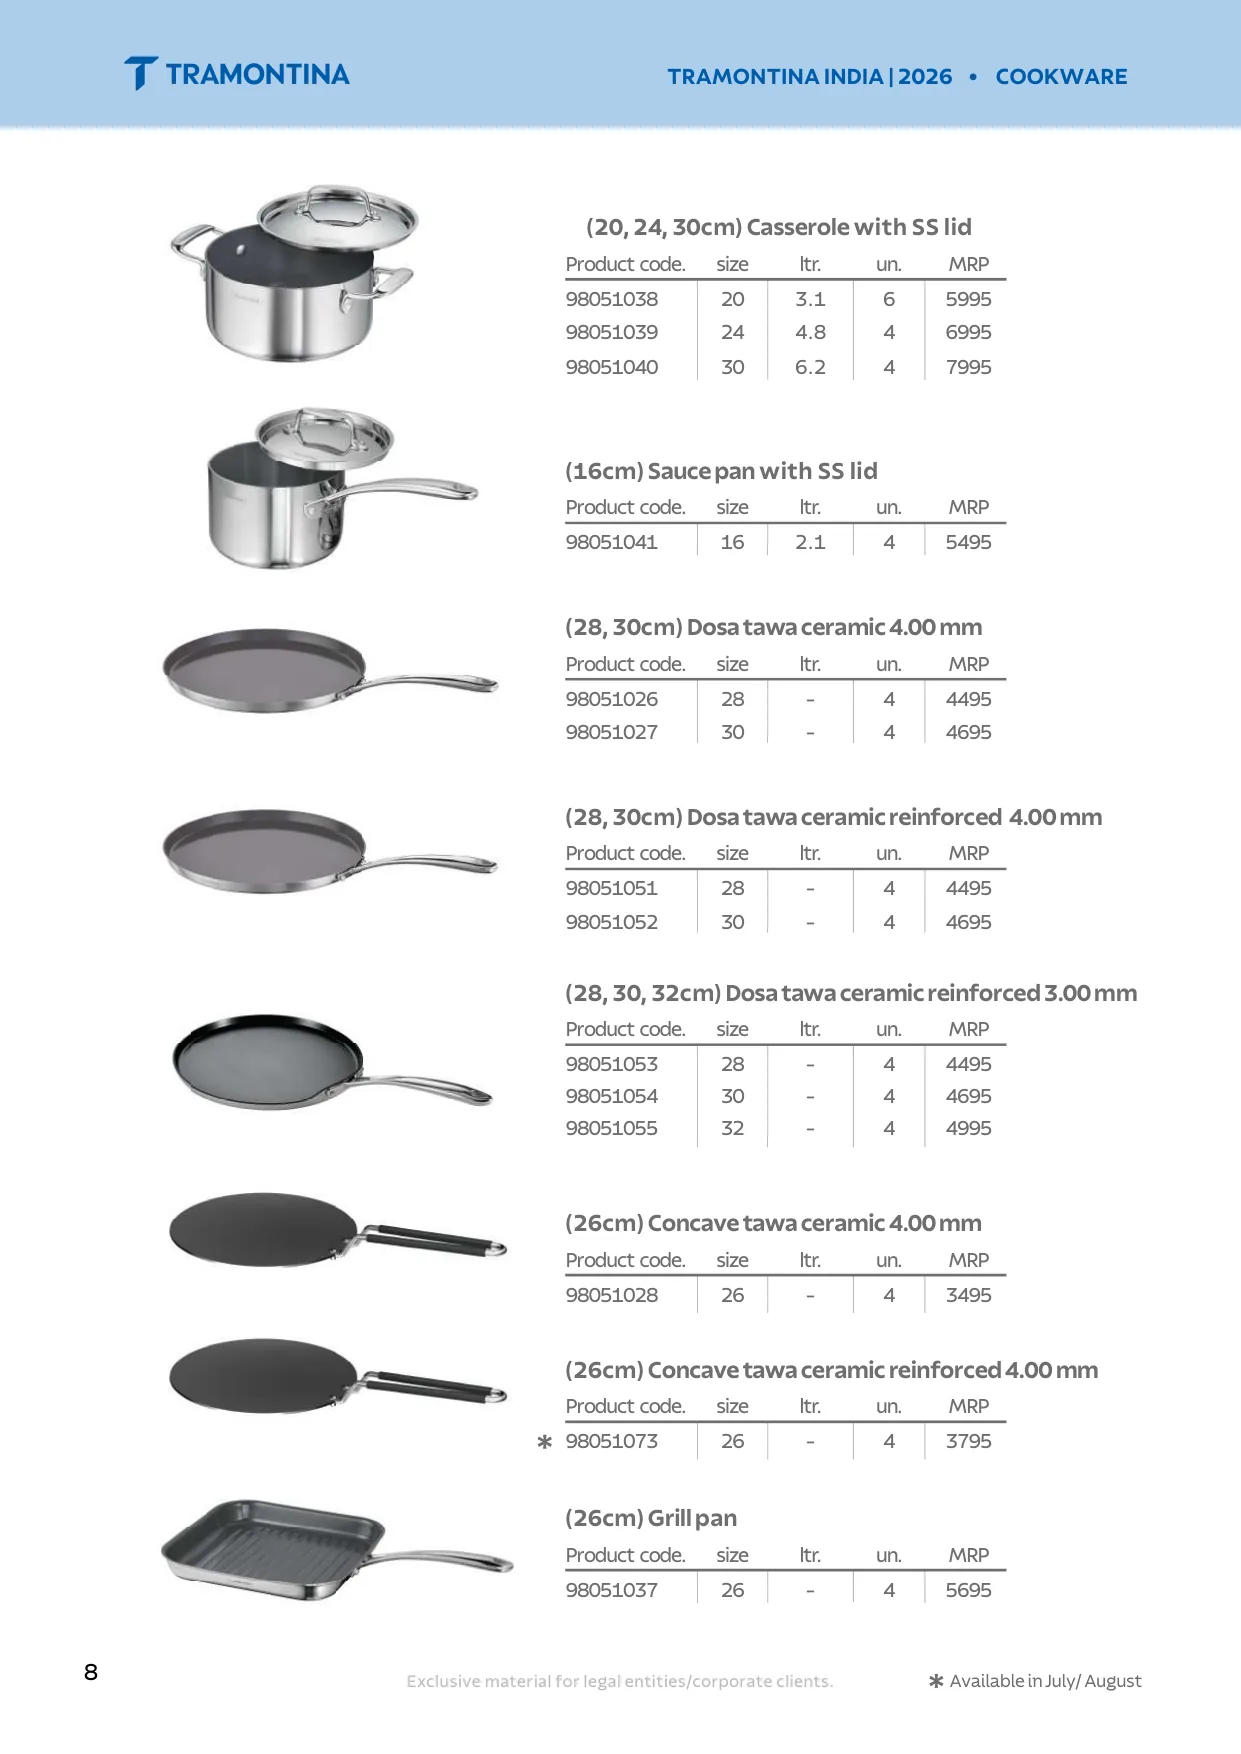 TRAMONTINA
TRAMONTINA INDIA | 2026 • COOKWARE
(20, 24, 30cm) Casserole with SS lid
Product code. size ltr. un. MRP
98051038 20 3.1 6 5995
98051039 24 4.8 4 6995
98051040 30 6.2 4 7995
(16cm) Sauce pan with SS lid
Product code. size ltr. un. MRP
98051041 16 2.1 4 5495
(28, 30cm) Dosa tawa ceramic 4.00 mm
Product code. size ltr. un. MRP
98051026 28 - 4 4495
98051027 30 - 4 4695
(28, 30cm) Dosa tawa ceramic reinforced 4.00 mm
Product code. size ltr. un. MRP
98051051 28 - 4 4495
98051052 30 - 4 4695
(28, 30, 32cm) Dosa tawa ceramic reinforced 3.00 mm
Product code. size ltr. un. MRP
98051053 28 - 4 4495
98051054 30 - 4 4695
98051055 32 - 4 4995
(26cm) Concave tawa ceramic 4.00 mm
Product code. size ltr. un. MRP
98051028 26 - 4 3495
(26cm) Concave tawa ceramic reinforced 4.00 mm
Product code. size ltr. un. MRP
* 98051073 26 - 4 3795
(26cm) Grill pan
Product code. size ltr. un. MRP
98051037 26 - 4 5695
8
Exclusive material for legal entities/corporate clients.
* Available in July/ August